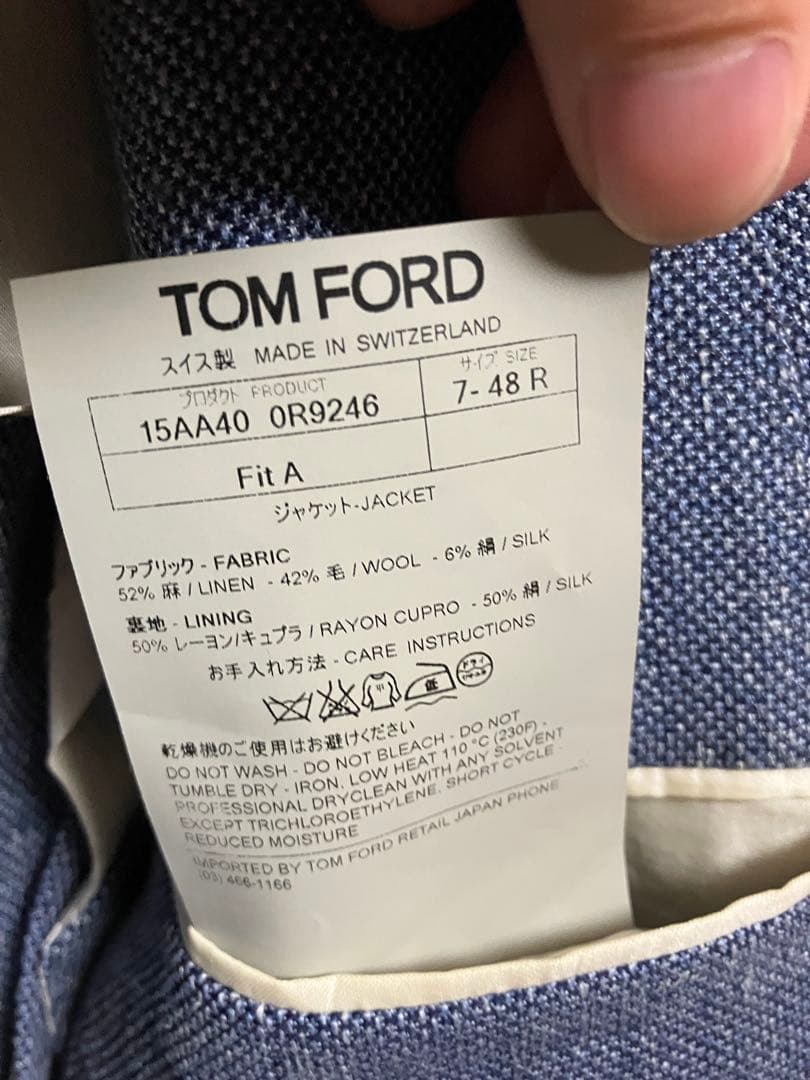 TOM FORD
スイス製 MADE IN SWITZERLAND
プロダクト PRODUCT サイズ SIZE
15AA40 0R9246 7- 48 R
Fit A
ジャケット-JACKET
ファブリック - FABRIC
52% 麻 / LINEN - 42% 毛 / WOOL - 6% 絹 / SILK
裏地 - LINING
50% レーヨン/キュプラ / RAYON CUPRO - 50% 絹 / SILK
お手入れ方法 - CARE INSTRUCTIONS
低 ドライ
乾燥機のご使用はお避けください
DO NOT WASH - DO NOT BLEACH - DO NOT
TUMBLE DRY - IRON, LOW HEAT 110 °C (230F) -
PROFESSIONAL DRYCLEAN WITH ANY SOLVENT
EXCEPT TRICHLOROETHYLENE. SHORT CYCLE -
REDUCED MOISTURE
IMPORTED BY TOM FORD RETAIL JAPAN PHONE
(03) 466-1166